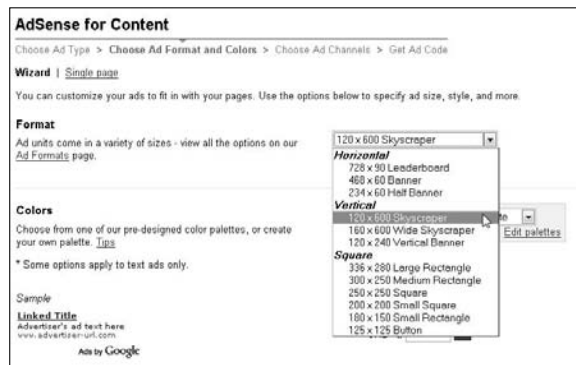 AdSense for Content
Choose Ad Type > Choose Ad Format and Colors > Choose Ad Channels > Get Ad Code
Wizard | Single page
You can customize your ads to fit in with your pages. Use the options below to specify ad size, style, and more.
Format
Ad units come in a variety of sizes - view all the options on our
Ad Formats page.
120 x 600 Skyscraper
Horizontal
728 x 90 Leaderboard
468 x 60 Banner
234 x 60 Half Banner
Vertical
120 x 600 Skyscraper
160 x 600 Wide Skyscraper
120 x 240 Vertical Banner
Square
336 x 280 Large Rectangle
300 x 250 Medium Rectangle
250 x 250 Square
200 x 200 Small Square
180 x 150 Small Rectangle
125 x 125 Button
Colors
Choose from one of our pre-designed color palettes, or create
your own palette. Tips
Edit palettes
* Some options apply to text ads only.
Sample
Linked Title
Advertiser's ad text here
www.advertiser-url.com
Ads by Google